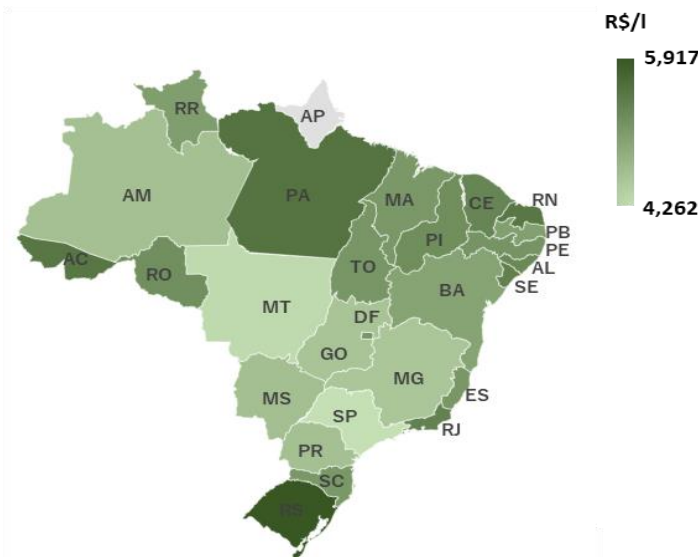 R$/l
5,917
4,262
RR
AP
AM
PA
MA
CE
RN
PI
PB
PE
AL
SE
AC
RO
TO
BA
MT
DF
GO
MG
ES
MS
SP
RJ
PR
SC
RS